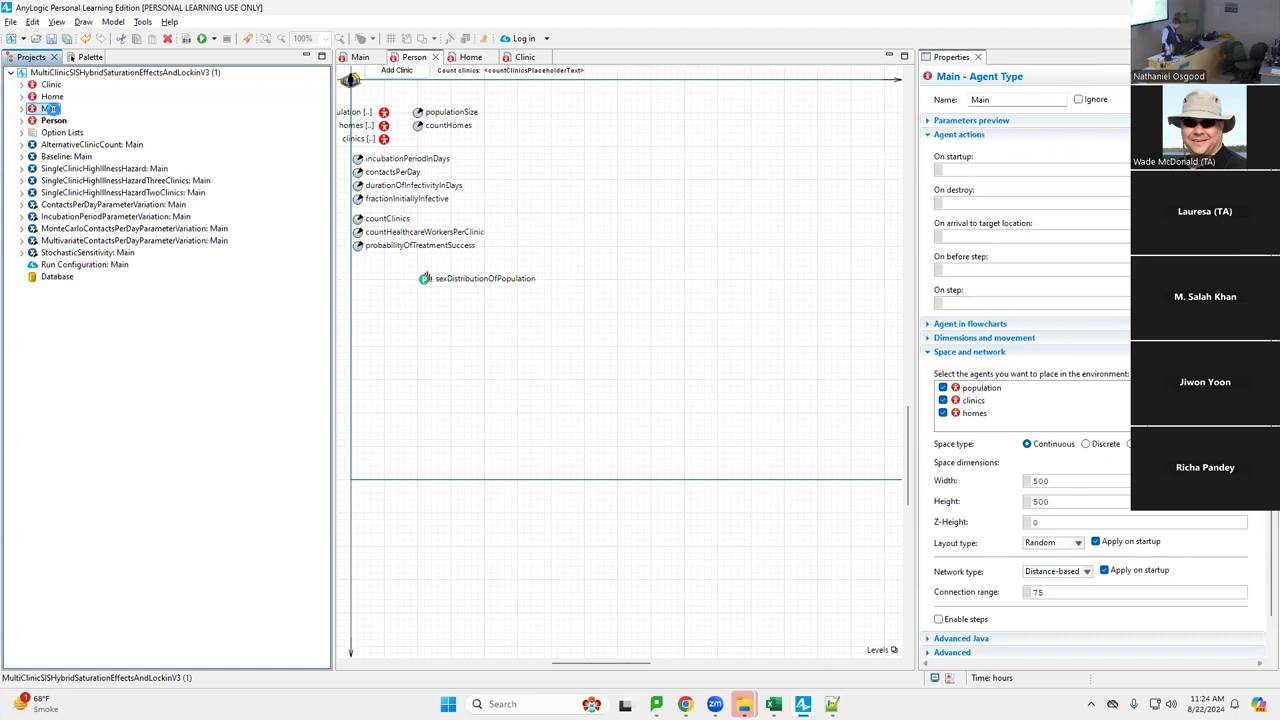 AnyLogic Personal Learning Edition [PERSONAL LEARNING USE ONLY]
File Edit View Draw Model Tools Help
100%
Log in
Projects
Palette
Main
Person
Home
Clinic
Properties
MultiClinicSISHybridSaturationEffectsAndLockinV3 (1)
Clinic
Home
Person
Option Lists
AlternativeClinicCount: Main
Baseline: Main
SingleClinicHighIllnessHazard: Main
SingleClinicHighIllnessHazardThreeClinics: Main
SingleClinicHighIllnessHazardTwoClinics: Main
ContactsPerDayParameterVariation: Main
IncubationPeriodParameterVariation: Main
MonteCarloContactsPerDayParameterVariation: Main
MultivariateContactsPerDayParameterVariation: Main
StochasticSensitivity: Main
Run Configuration: Main
Database
Add Clinic
Count clinics: <countClinicsPlaceholderText>
ulation [..]
homes [..]
clinics [..]
populationSize
countHomes
incubationPeriodInDays
contactsPerDay
durationOfInfectivityInDays
fractionInitiallyInfective
countClinics
countHealthcareWorkersPerClinic
probabilityOfTreatmentSuccess
sexDistributionOfPopulation
Levels
Main - Agent Type
Name: Main Ignore
Parameters preview
Agent actions
On startup:
On destroy:
On arrival to target location:
On before step:
On step:
Agent in flowcharts
Dimensions and movement
Space and network
Select the agents you want to place in the environment:
population
clinics
homes
Space type: Continuous Discrete
Space dimensions:
Width: 500
Height: 500
Z-Height: 0
Layout type: Random Apply on startup
Network type: Distance-based Apply on startup
Connection range: 75
Enable steps
Advanced Java
Advanced
Nathaniel Osgood
Wade McDonald (TA)
Lauresa (TA)
M. Salah Khan
Jiwon Yoon
Richa Pandey
MultiClinicSISHybridSaturationEffectsAndLockinV3 (1)
Time: hours
68°F
Smoke
Search
11:24 AM
8/22/2024